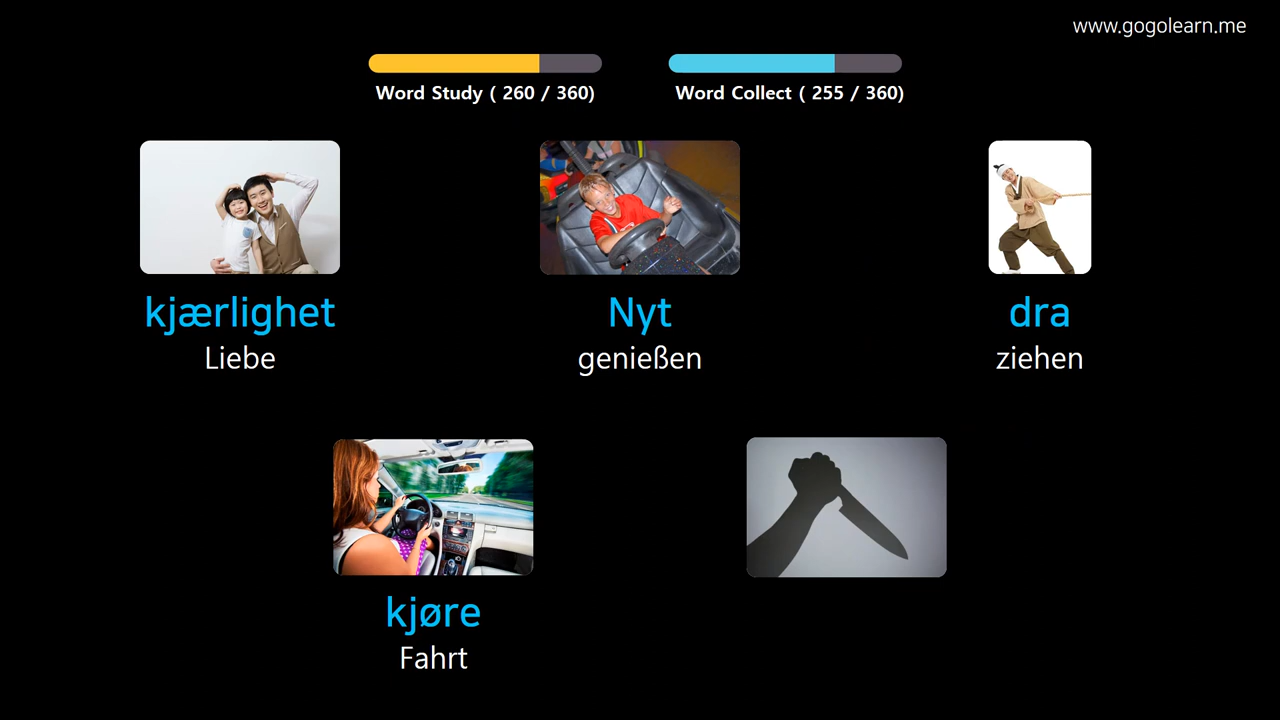 www.gogolearn.me
Word Study ( 260 / 360)
Word Collect ( 255 / 360)
kjærlighet
Liebe
Nyt
genießen
dra
ziehen
kjøre
Fahrt